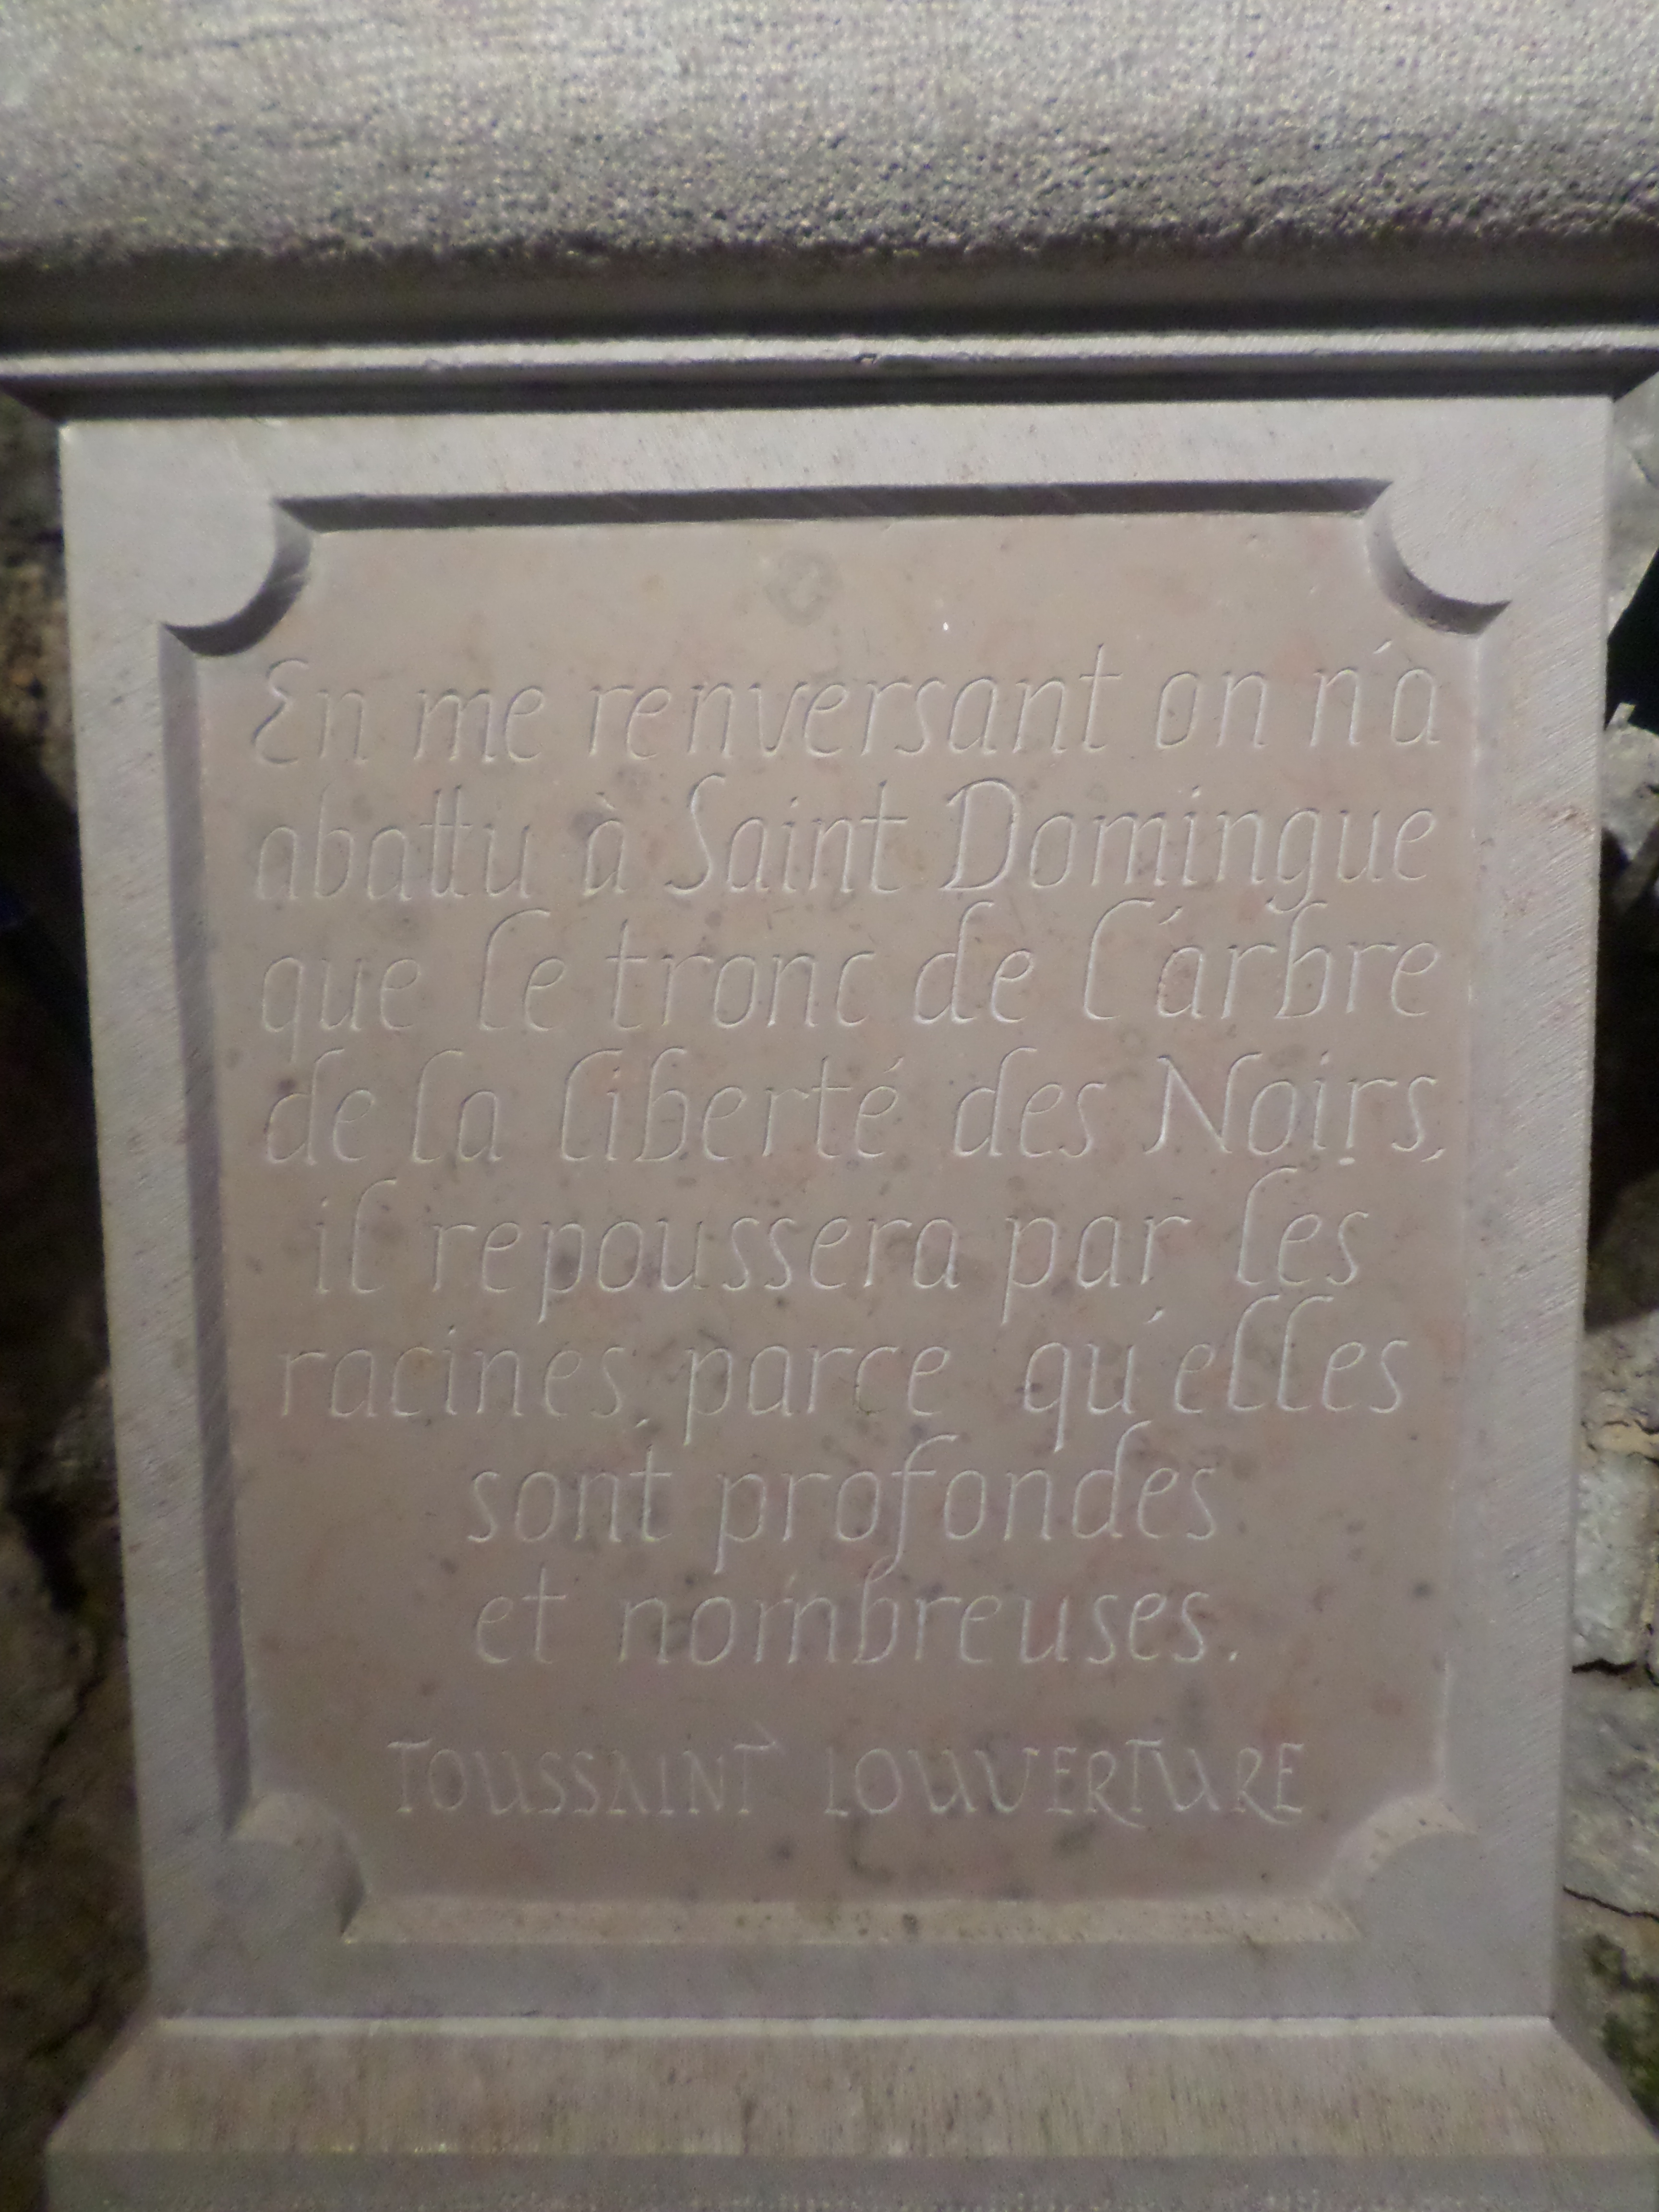 En me renversant on n'a
abattu à Saint Domingue
que le tronc de l'arbre
de la liberté des Noirs,
il repoussera par les
racines, parce qu'elles
sont profondes
et nombreuses.
TOUSSAINT LOUVERTURE